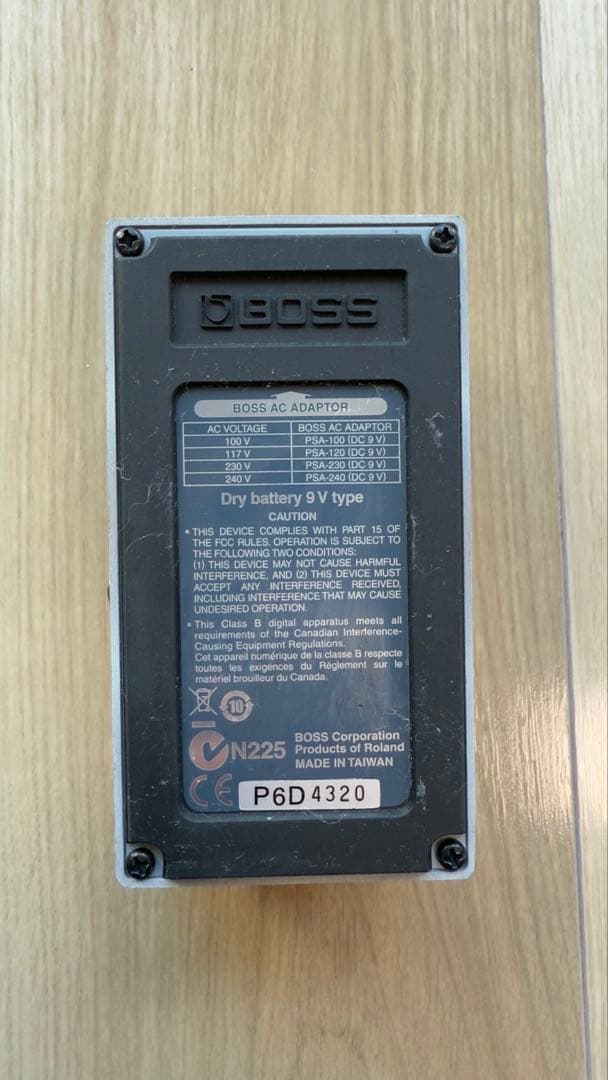 BOSS
BOSS AC ADAPTOR
AC VOLTAGE BOSS AC ADAPTOR
100 V PSA-100 (DC 9 V)
117 V PSA-120 (DC 9 V)
230 V PSA-230 (DC 9 V)
240 V PSA-240 (DC 9 V)
Dry battery 9 V type
CAUTION
• THIS DEVICE COMPLIES WITH PART 15 OF
THE FCC RULES. OPERATION IS SUBJECT TO
THE FOLLOWING TWO CONDITIONS:
(1) THIS DEVICE MAY NOT CAUSE HARMFUL
INTERFERENCE, AND (2) THIS DEVICE MUST
ACCEPT ANY INTERFERENCE RECEIVED,
INCLUDING INTERFERENCE THAT MAY CAUSE
UNDESIRED OPERATION.
• This Class B digital apparatus meets all
requirements of the Canadian Interference-
Causing Equipment Regulations.
Cet appareil numérique de la classe B respecte
toutes les exigences du Règlement sur le
matériel brouilleur du Canada.
10
N225
BOSS Corporation
Products of Roland
MADE IN TAIWAN
CE
P6D4320